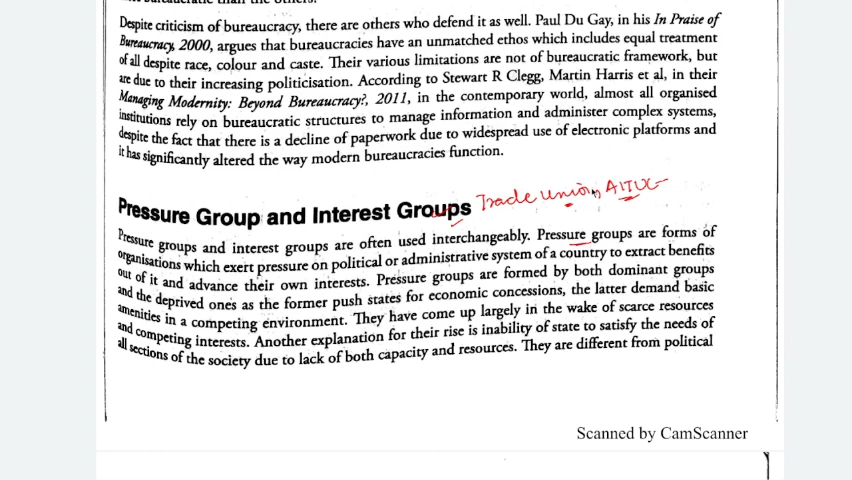 Despite criticism of bureaucracy, there are others who defend it as well. Paul Du Gay, in his In Praise of
Bureaucracy, 2000, argues that bureaucracies have an unmatched ethos which includes equal treatment
of all despite race, colour and caste. Their various limitations are not of bureaucratic framework, but
are due to their increasing politicisation. According to Stewart R Clegg, Martin Harris et al, in their
Managing Modernity: Beyond Bureaucracy?, 2011, in the contemporary world, almost all organised
institutions rely on bureaucratic structures to manage information and administer complex systems,
despite the fact that there is a decline of paperwork due to widespread use of electronic platforms and
it has significantly altered the way modern bureaucracies function.
Pressure Group and Interest Groups Trade Union, AITUC
Pressure groups and interest groups are often used interchangeably. Pressure groups are forms of
organisations which exert pressure on political or administrative system of a country to extract benefits
out of it and advance their own interests. Pressure groups are formed by both dominant groups
and the deprived ones as the former push states for economic concessions, the latter demand basic
amenities in a competing environment. They have come up largely in the wake of scarce resources
and competing interests. Another explanation for their rise is inability of state to satisfy the needs of
all sections of the society due to lack of both capacity and resources. They are different from political
Scanned by CamScanner